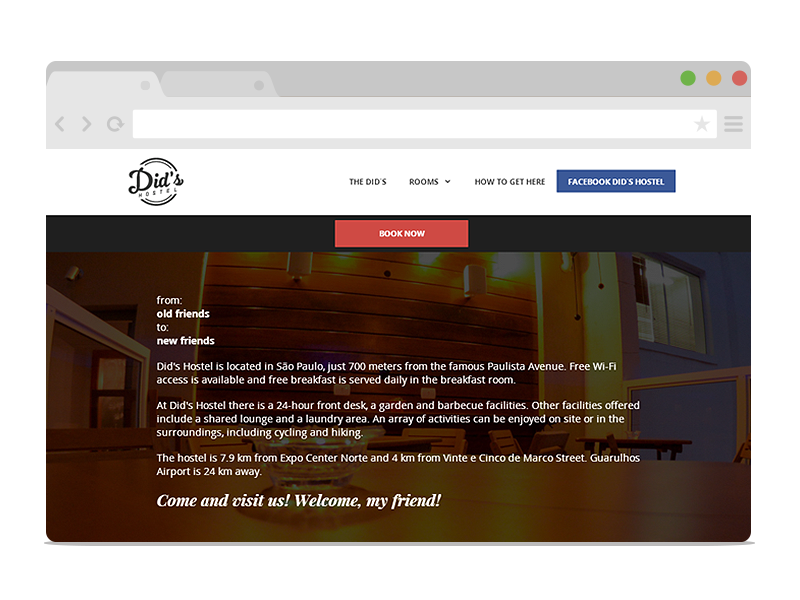 Did's
HOSTEL
THE DID'S ROOMS HOW TO GET HERE FACEBOOK DID'S HOSTEL
BOOK NOW
from:
old friends
to:
new friends
Did's Hostel is located in São Paulo, just 700 meters from the famous Paulista Avenue. Free Wi-Fi
access is available and free breakfast is served daily in the breakfast room.
At Did's Hostel there is a 24-hour front desk, a garden and barbecue facilities. Other facilities offered
include a shared lounge and a laundry area. An array of activities can be enjoyed on site or in the
surroundings, including cycling and hiking.
The hostel is 7.9 km from Expo Center Norte and 4 km from Vinte e Cinco de Marco Street. Guarulhos
Airport is 24 km away.
Come and visit us! Welcome, my friend!